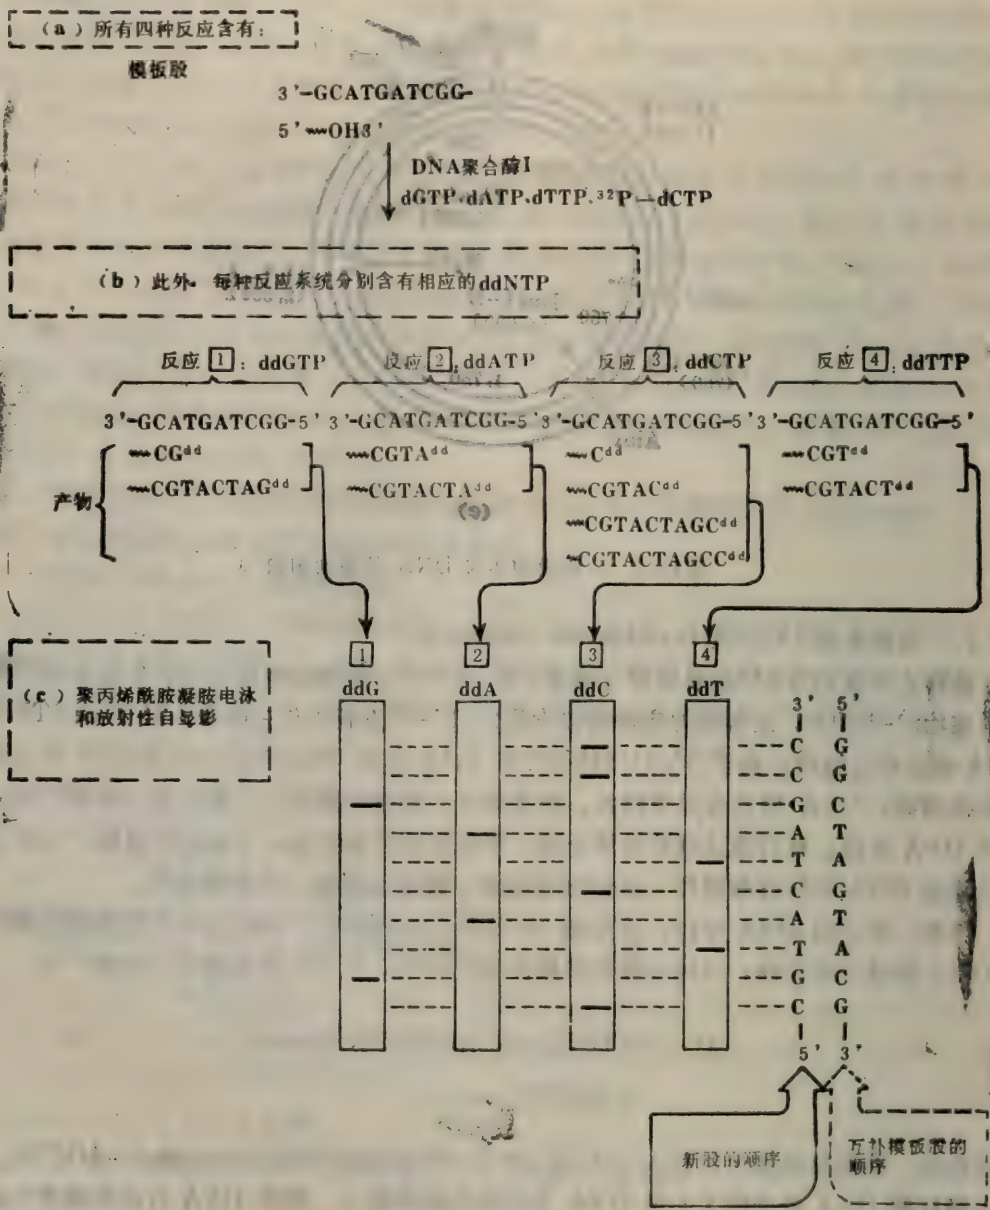 （a）所有四种反应含有：
模板股
3'-GCATGATCGG-
5'~~OH3'
DNA聚合酶I
dGTP.dATP.dTTP.³²P—dCTP
（b）此外. 每种反应系统分别含有相应的ddNTP
反应 1：ddGTP 反应 2：ddATP 反应 3：ddCTP 反应 4：ddTTP
3'-GCATGATCGG-5' 3'-GCATGATCGG-5' 3'-GCATGATCGG-5' 3'-GCATGATCGG-5'
~~CGᵈᵈ ~~CGTAᵈᵈ ~~Cᵈᵈ ~~CGTᵈᵈ
产物 ~~CGTACTAGᵈᵈ ~~CGTACTAᵈᵈ ~~CGTACᵈᵈ ~~CGTACTᵈᵈ
~~CGTACTAGCᵈᵈ
~~CGTACTAGCCᵈᵈ
1 2 3 4
ddG ddA ddC ddT
（c）聚丙烯酰胺凝胺电泳
和放射性自显影
3' 5'
C G
C G
G C
A T
T A
C G
A T
T A
G C
C G
5' 3'
新股的顺序
互补模板股的
顺序